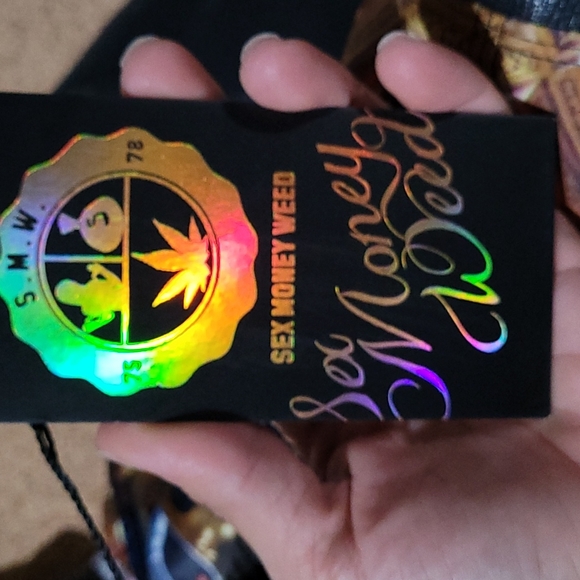 S. M. W.
75
78
$
SEX MONEY WEED
Sex
Money
Weed